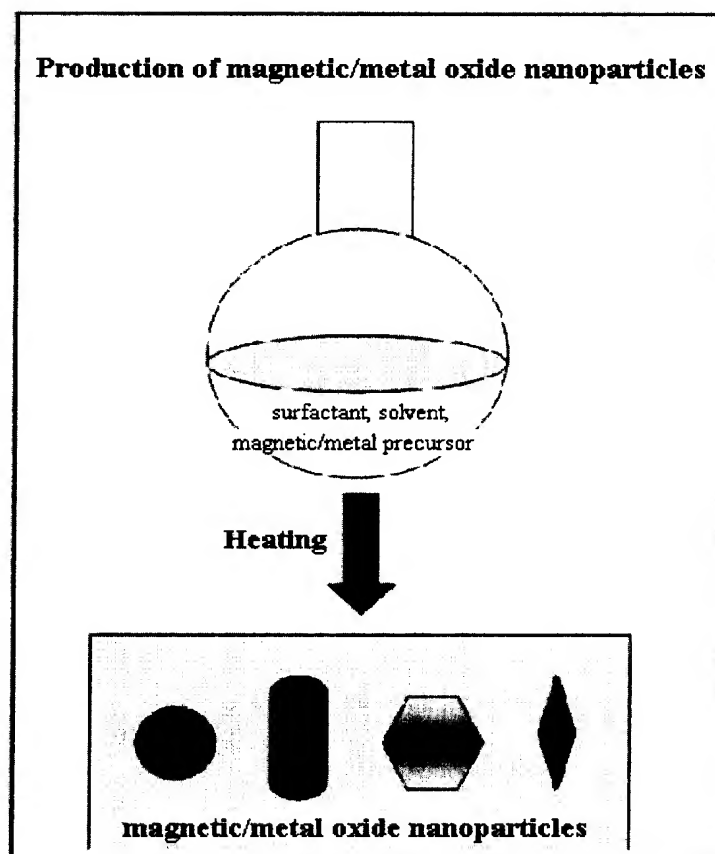 Production of magnetic/metal oxide nanoparticles
surfactant, solvent,
magnetic/metal precursor
Heating
magnetic/metal oxide nanoparticles